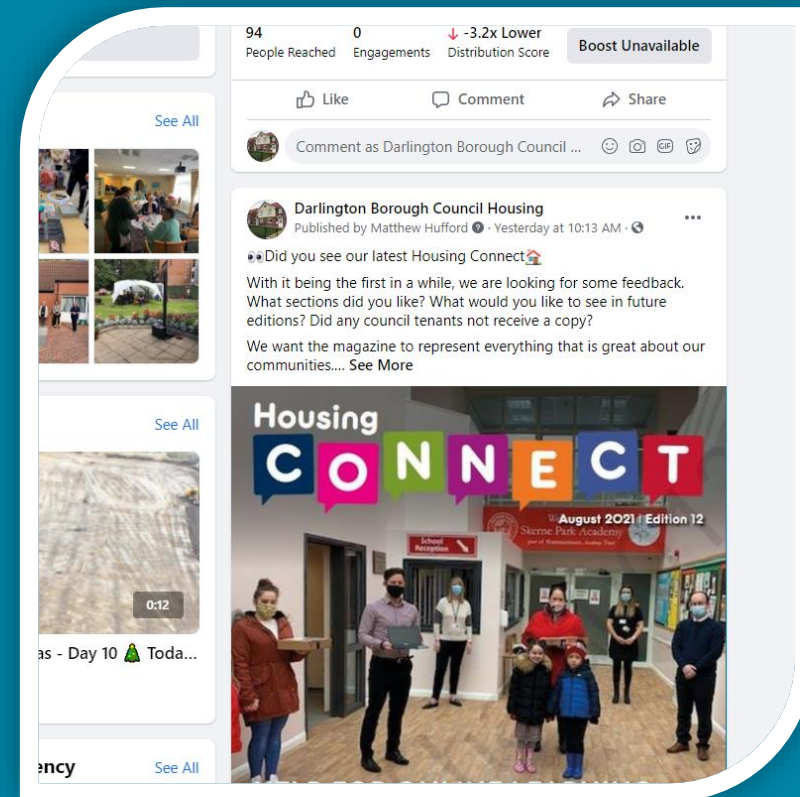 94
0
↓ -3.2x Lower
People Reached
Engagements
Distribution Score
Boost Unavailable
Like
Comment
Share
Comment as Darlington Borough Council ...
GIF
See All
See All
0:12
as - Day 10 🎄 Toda...
ency
See All
Darlington Borough Council Housing
Published by Matthew Hufford · Yesterday at 10:13 AM ·
👀Did you see our latest Housing Connect🏠
With it being the first in a while, we are looking for some feedback.
What sections did you like? What would you like to see in future
editions? Did any council tenants not receive a copy?
We want the magazine to represent everything that is great about our
communities.... See More
Housing
CONNECT
August 2021 | Edition 12
Skerne Park Academy
School
Reception